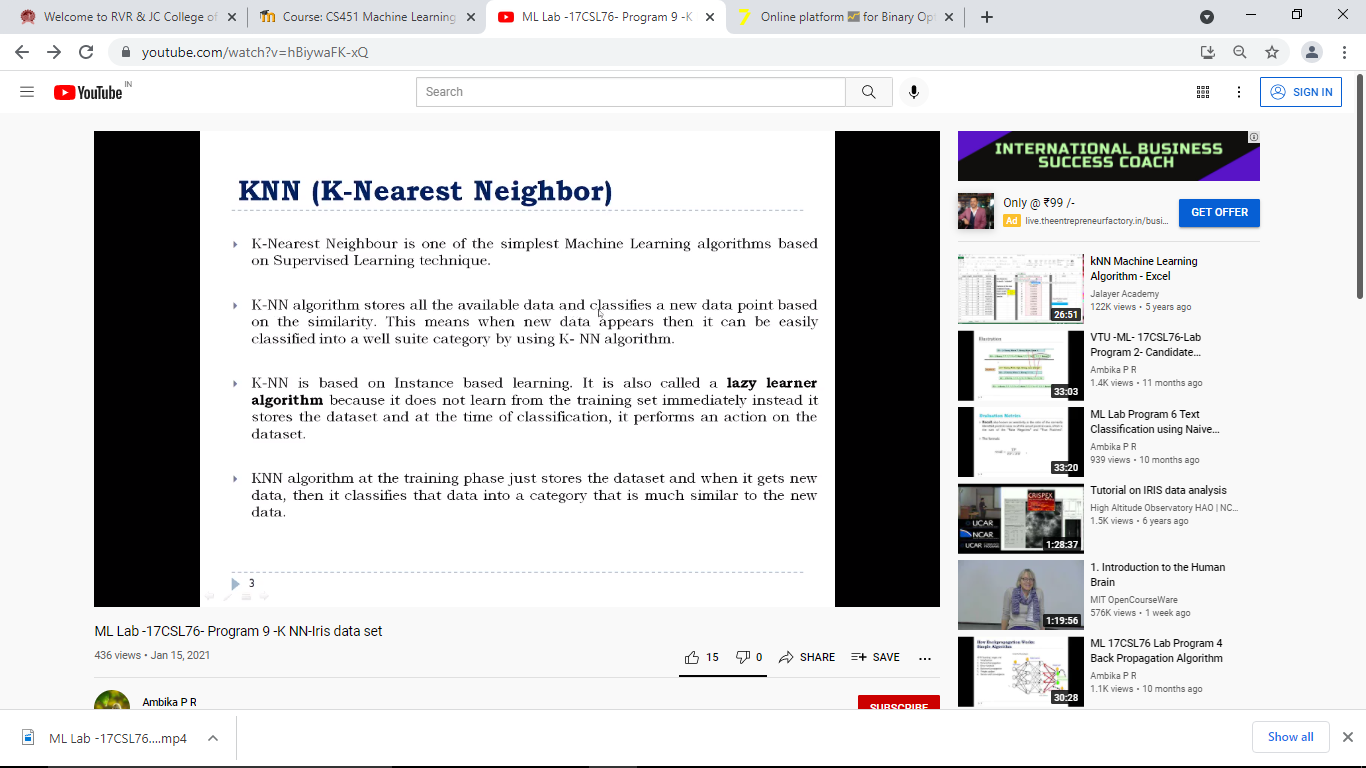 Welcome to RVR & JC College of
Course: CS451 Machine Learning
ML Lab -17CSL76- Program 9 -K
Online platform for Binary Op
youtube.com/watch?v=hBiywaFK-xQ
YouTube IN
Search
SIGN IN
KNN (K-Nearest Neighbor)
K-Nearest Neighbour is one of the simplest Machine Learning algorithms based
on Supervised Learning technique.
K-NN algorithm stores all the available data and classifies a new data point based
on the similarity. This means when new data appears then it can be easily
classified into a well suite category by using K- NN algorithm.
K-NN is based on Instance based learning. It is also called a lazy learner
algorithm because it does not learn from the training set immediately instead it
stores the dataset and at the time of classification, it performs an action on the
dataset.
KNN algorithm at the training phase just stores the dataset and when it gets new
data, then it classifies that data into a category that is much similar to the new
data.
3
ML Lab -17CSL76- Program 9 -K NN-Iris data set
436 views • Jan 15, 2021
15
0
SHARE
SAVE
Ambika P R
SUBSCRIBE
INTERNATIONAL BUSINESS
SUCCESS COACH
Only @ ₹99 /-
Ad live.theentrepreneurfactory.in/busi...
GET OFFER
26:51
kNN Machine Learning
Algorithm - Excel
Jalayer Academy
122K views • 5 years ago
Electrostatics
33:03
VTU -ML- 17CSL76-Lab
Program 2- Candidate...
Ambika P R
1.4K views • 11 months ago
Evaluation Metrics
33:20
ML Lab Program 6 Text
Classification using Naive...
Ambika P R
939 views • 10 months ago
CRISPEX
UCAR
NCAR
UCAR
1:28:37
Tutorial on IRIS data analysis
High Altitude Observatory HAO | NC...
1.5K views • 6 years ago
1:19:56
1. Introduction to the Human
Brain
MIT OpenCourseWare
576K views • 1 week ago
How Backpropagation Works:
Simple Algorithm
30:28
ML 17CSL76 Lab Program 4
Back Propagation Algorithm
Ambika P R
1.1K views • 10 months ago
ML Lab -17CSL76....mp4
Show all